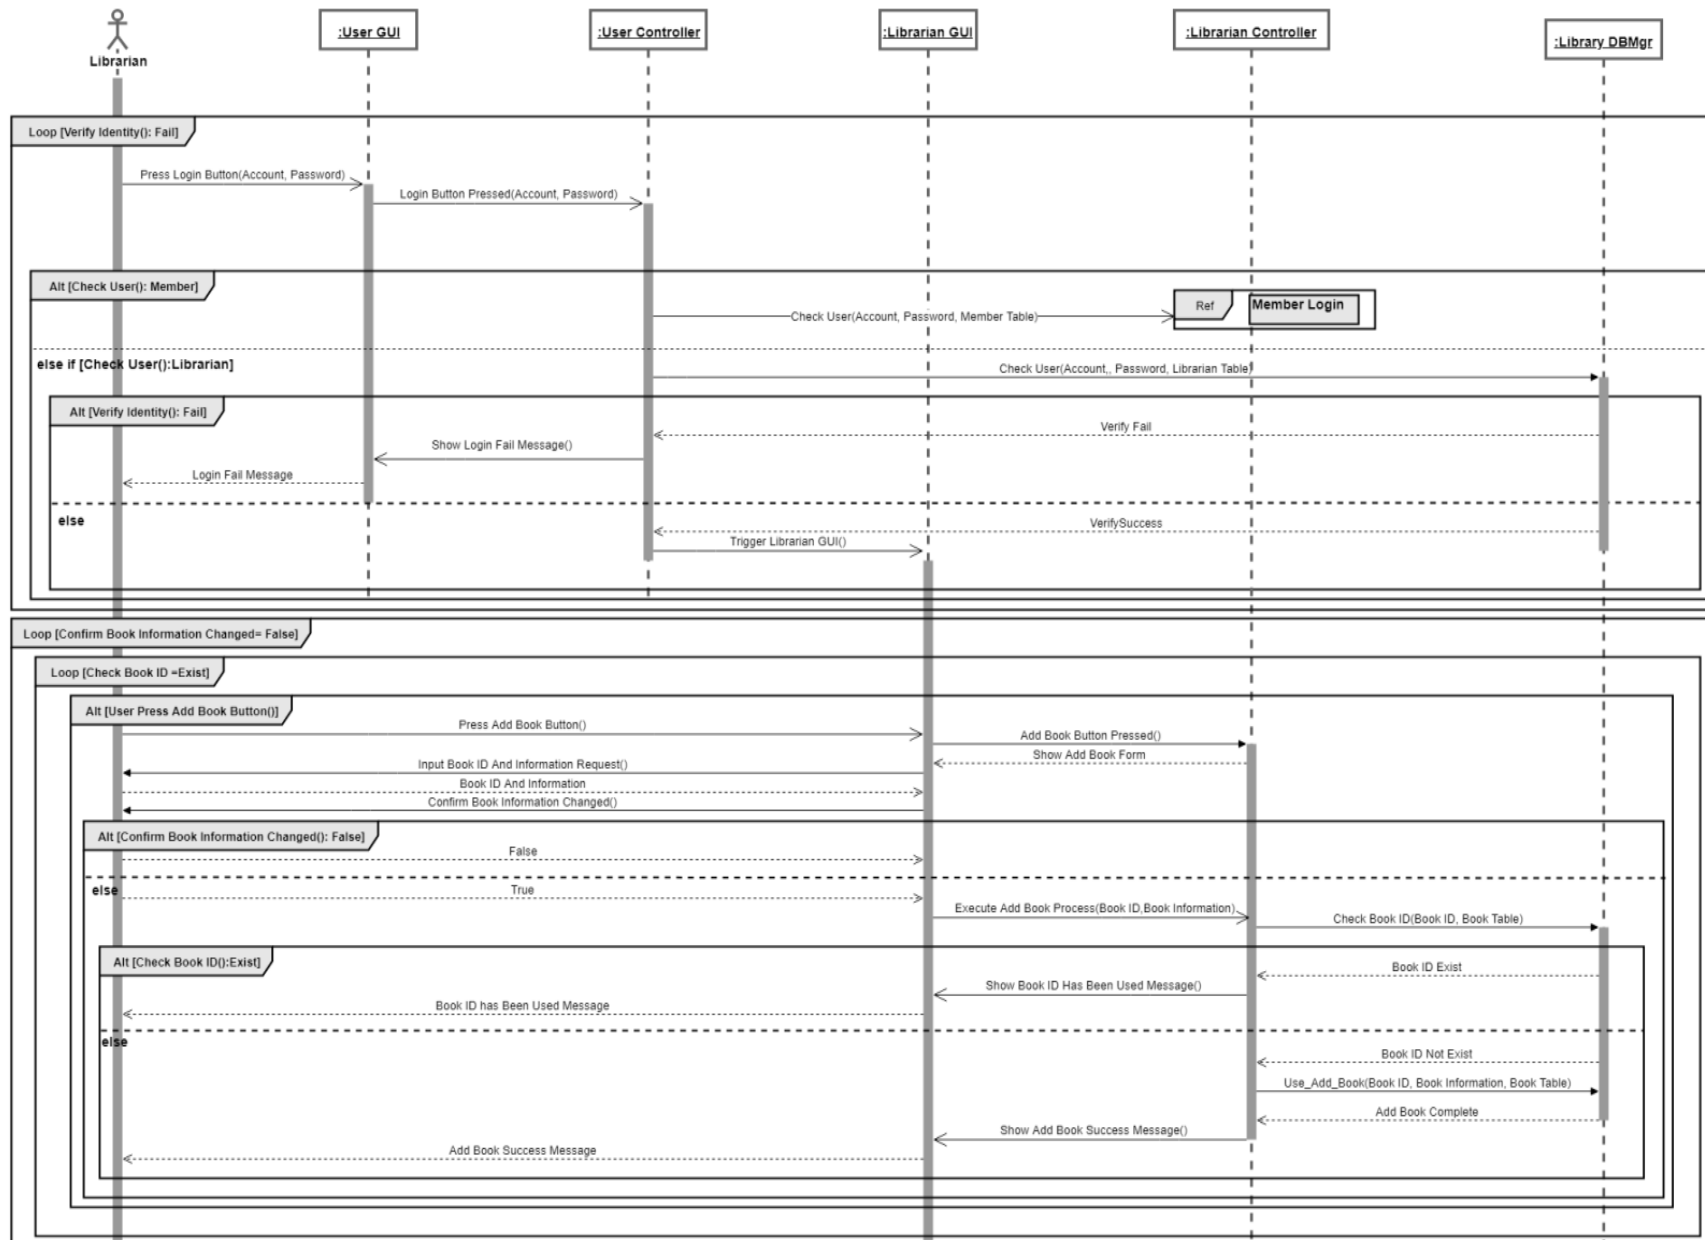 Librarian
:User GUI
:User Controller
:Librarian GUI
:Librarian Controller
:Library DBMgr
Loop [Verify Identity(): Fail]
Press Login Button(Account, Password)
Login Button Pressed(Account, Password)
Alt [Check User(): Member]
Ref
Member Login
Check User(Account, Password, Member Table)
else if [Check User():Librarian]
Check User(Account,, Password, Librarian Table)
Alt [Verify Identity(): Fail]
Verify Fail
Show Login Fail Message()
Login Fail Message
else
VerifySuccess
Trigger Librarian GUI()
Loop [Confirm Book Information Changed= False]
Loop [Check Book ID =Exist]
Alt [User Press Add Book Button()]
Press Add Book Button()
Add Book Button Pressed()
Show Add Book Form
Input Book ID And Information Request()
Book ID And Information
Confirm Book Information Changed()
Alt [Confirm Book Information Changed(): False]
False
else
True
Execute Add Book Process(Book ID,Book Information)
Check Book ID(Book ID, Book Table)
Alt [Check Book ID():Exist]
Book ID Exist
Show Book ID Has Been Used Message()
Book ID has Been Used Message
else
Book ID Not Exist
Use_Add_Book(Book ID, Book Information, Book Table)
Add Book Complete
Show Add Book Success Message()
Add Book Success Message